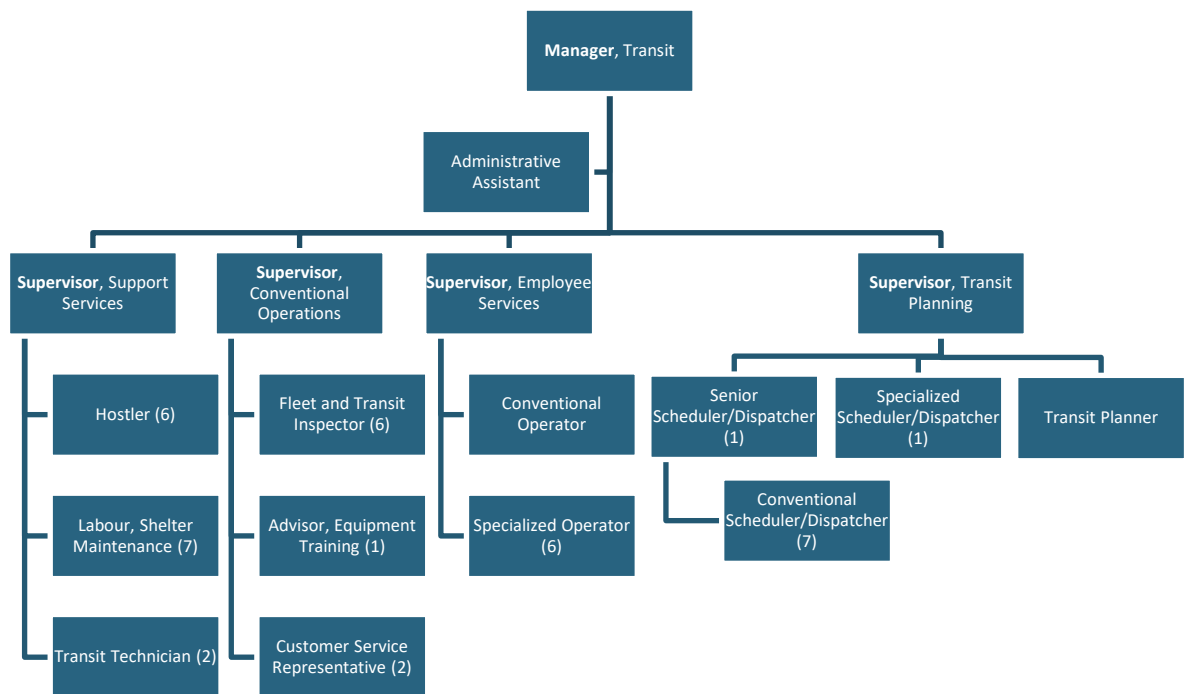 Manager, Transit
Administrative
Assistant
Supervisor, Support
Services
Supervisor,
Conventional
Operations
Supervisor, Employee
Services
Supervisor, Transit
Planning
Hostler (6)
Labour, Shelter
Maintenance (7)
Transit Technician (2)
Fleet and Transit
Inspector (6)
Advisor, Equipment
Training (1)
Customer Service
Representative (2)
Conventional
Operator
Specialized Operator
(6)
Senior
Scheduler/Dispatcher
(1)
Conventional
Scheduler/Dispatcher
(7)
Specialized
Scheduler/Dispatcher
(1)
Transit Planner